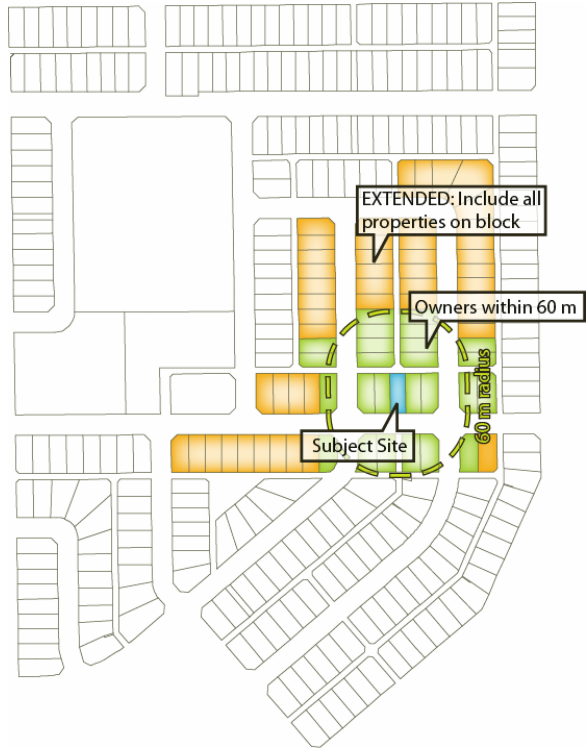 EXTENDED: Include all
properties on block
Owners within 60 m
60 m radius
Subject Site